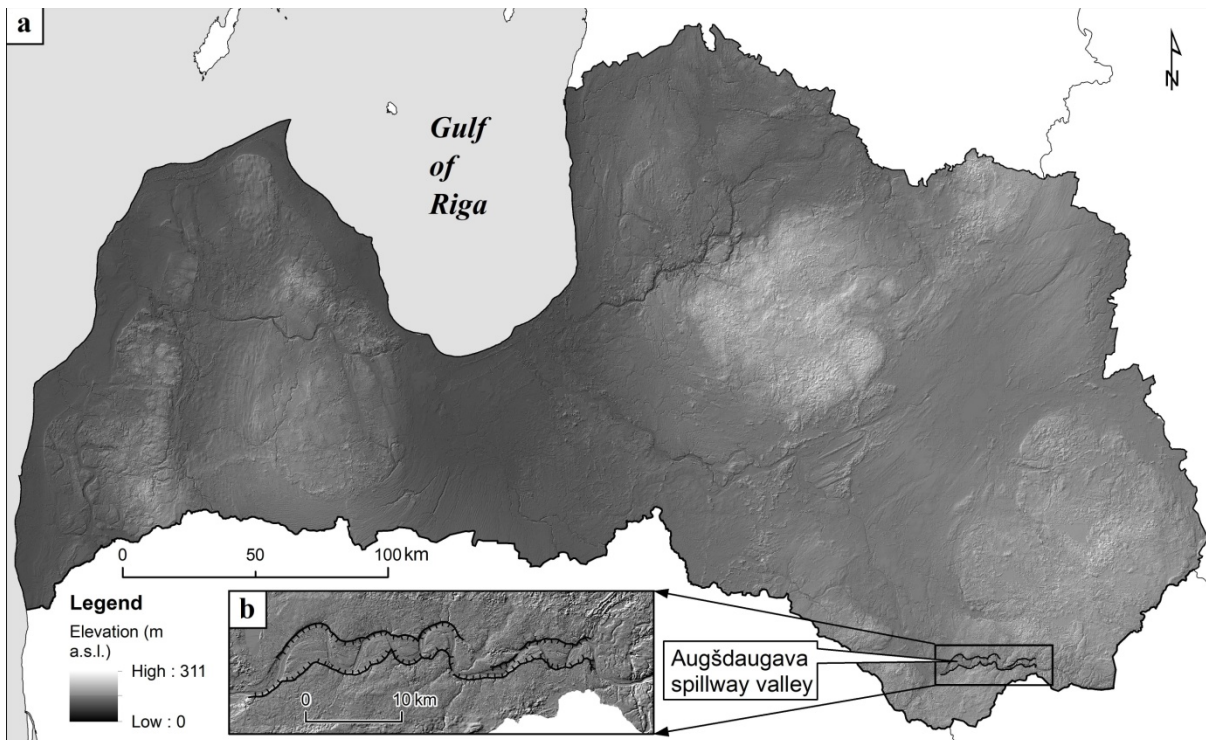 a
N
Gulf
of
Riga
0 50 100 km
Legend
Elevation (m
a.s.l.)
High : 311
Low : 0
b
0 10 km
Augšdaugava
spillway valley